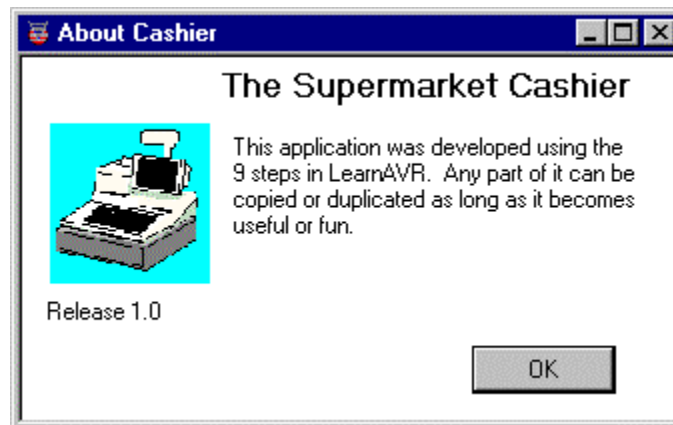 About Cashier
The Supermarket Cashier
This application was developed using the
9 steps in LearnAVR. Any part of it can be
copied or duplicated as long as it becomes
useful or fun.
Release 1.0
OK